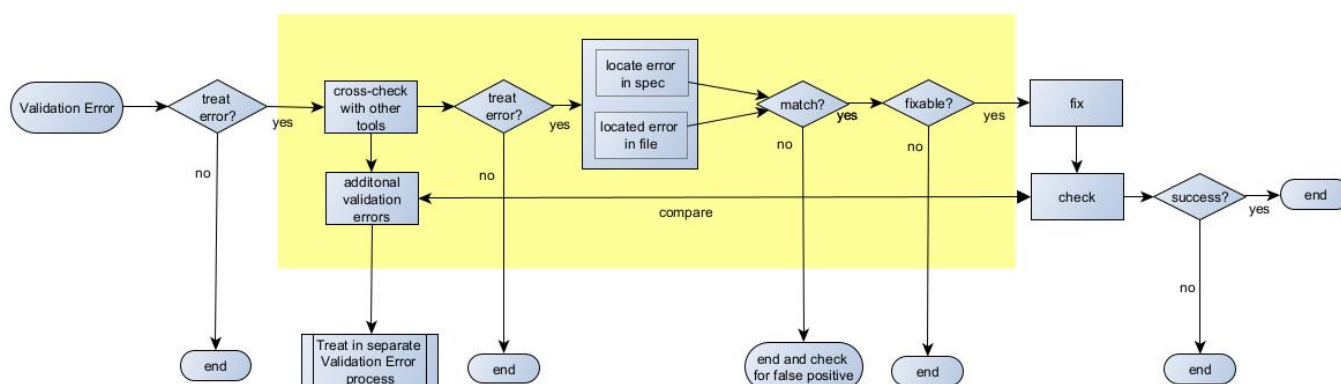 Validation Error
treat
error?
yes
no
end
cross-check
with other
tools
additonal
validation
errors
Treat in separate
Validation Error
process
treat
error?
yes
no
end
locate error
in spec
located error
in file
match?
yes
no
end and check
for false positive
fixable?
yes
no
end
fix
check
compare
success?
yes
end
no
end